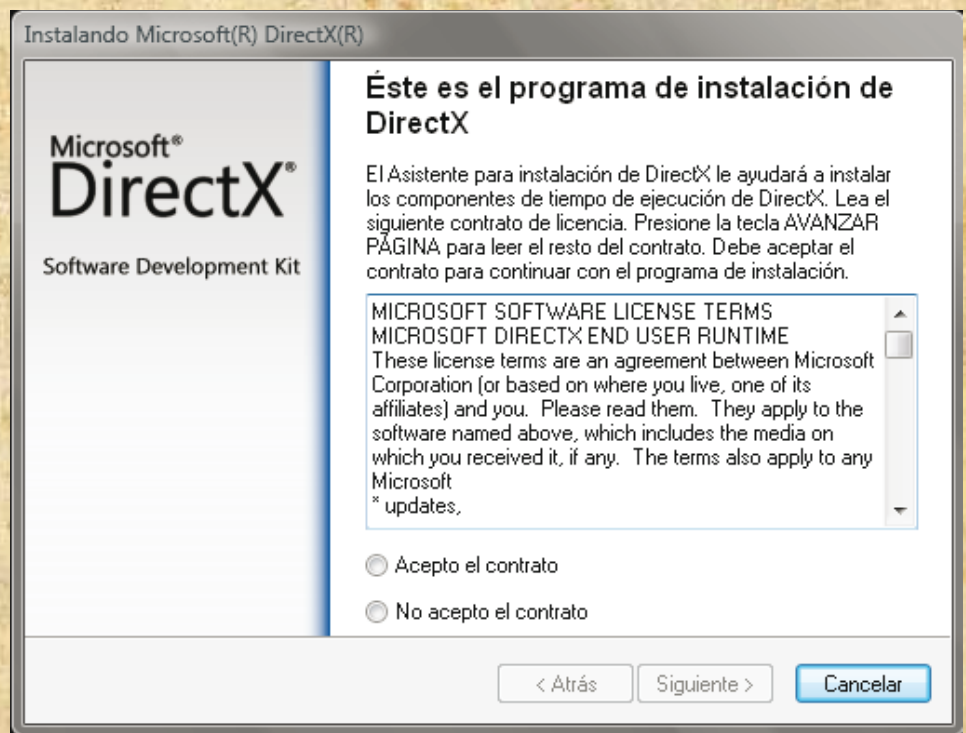 Instalando Microsoft(R) DirectX(R)
Microsoft®
DirectX®
Software Development Kit
Éste es el programa de instalación de
DirectX
El Asistente para instalación de DirectX le ayudará a instalar
los componentes de tiempo de ejecución de DirectX. Lea el
siguiente contrato de licencia. Presione la tecla AVANZAR
PÁGINA para leer el resto del contrato. Debe aceptar el
contrato para continuar con el programa de instalación.
MICROSOFT SOFTWARE LICENSE TERMS
MICROSOFT DIRECTX END USER RUNTIME
These license terms are an agreement between Microsoft
Corporation (or based on where you live, one of its
affiliates) and you.  Please read them.  They apply to the
software named above, which includes the media on
which you received it, if any.  The terms also apply to any
Microsoft
* updates,
Acepto el contrato
No acepto el contrato
< Atrás
Siguiente >
Cancelar